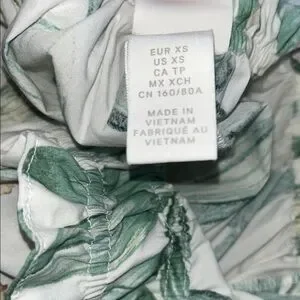 EUR XS
US XS
CA TP
MX XCH
CN 160/80A
MADE IN
VIETNAM
FABRIQUÉ AU
VIETNAM